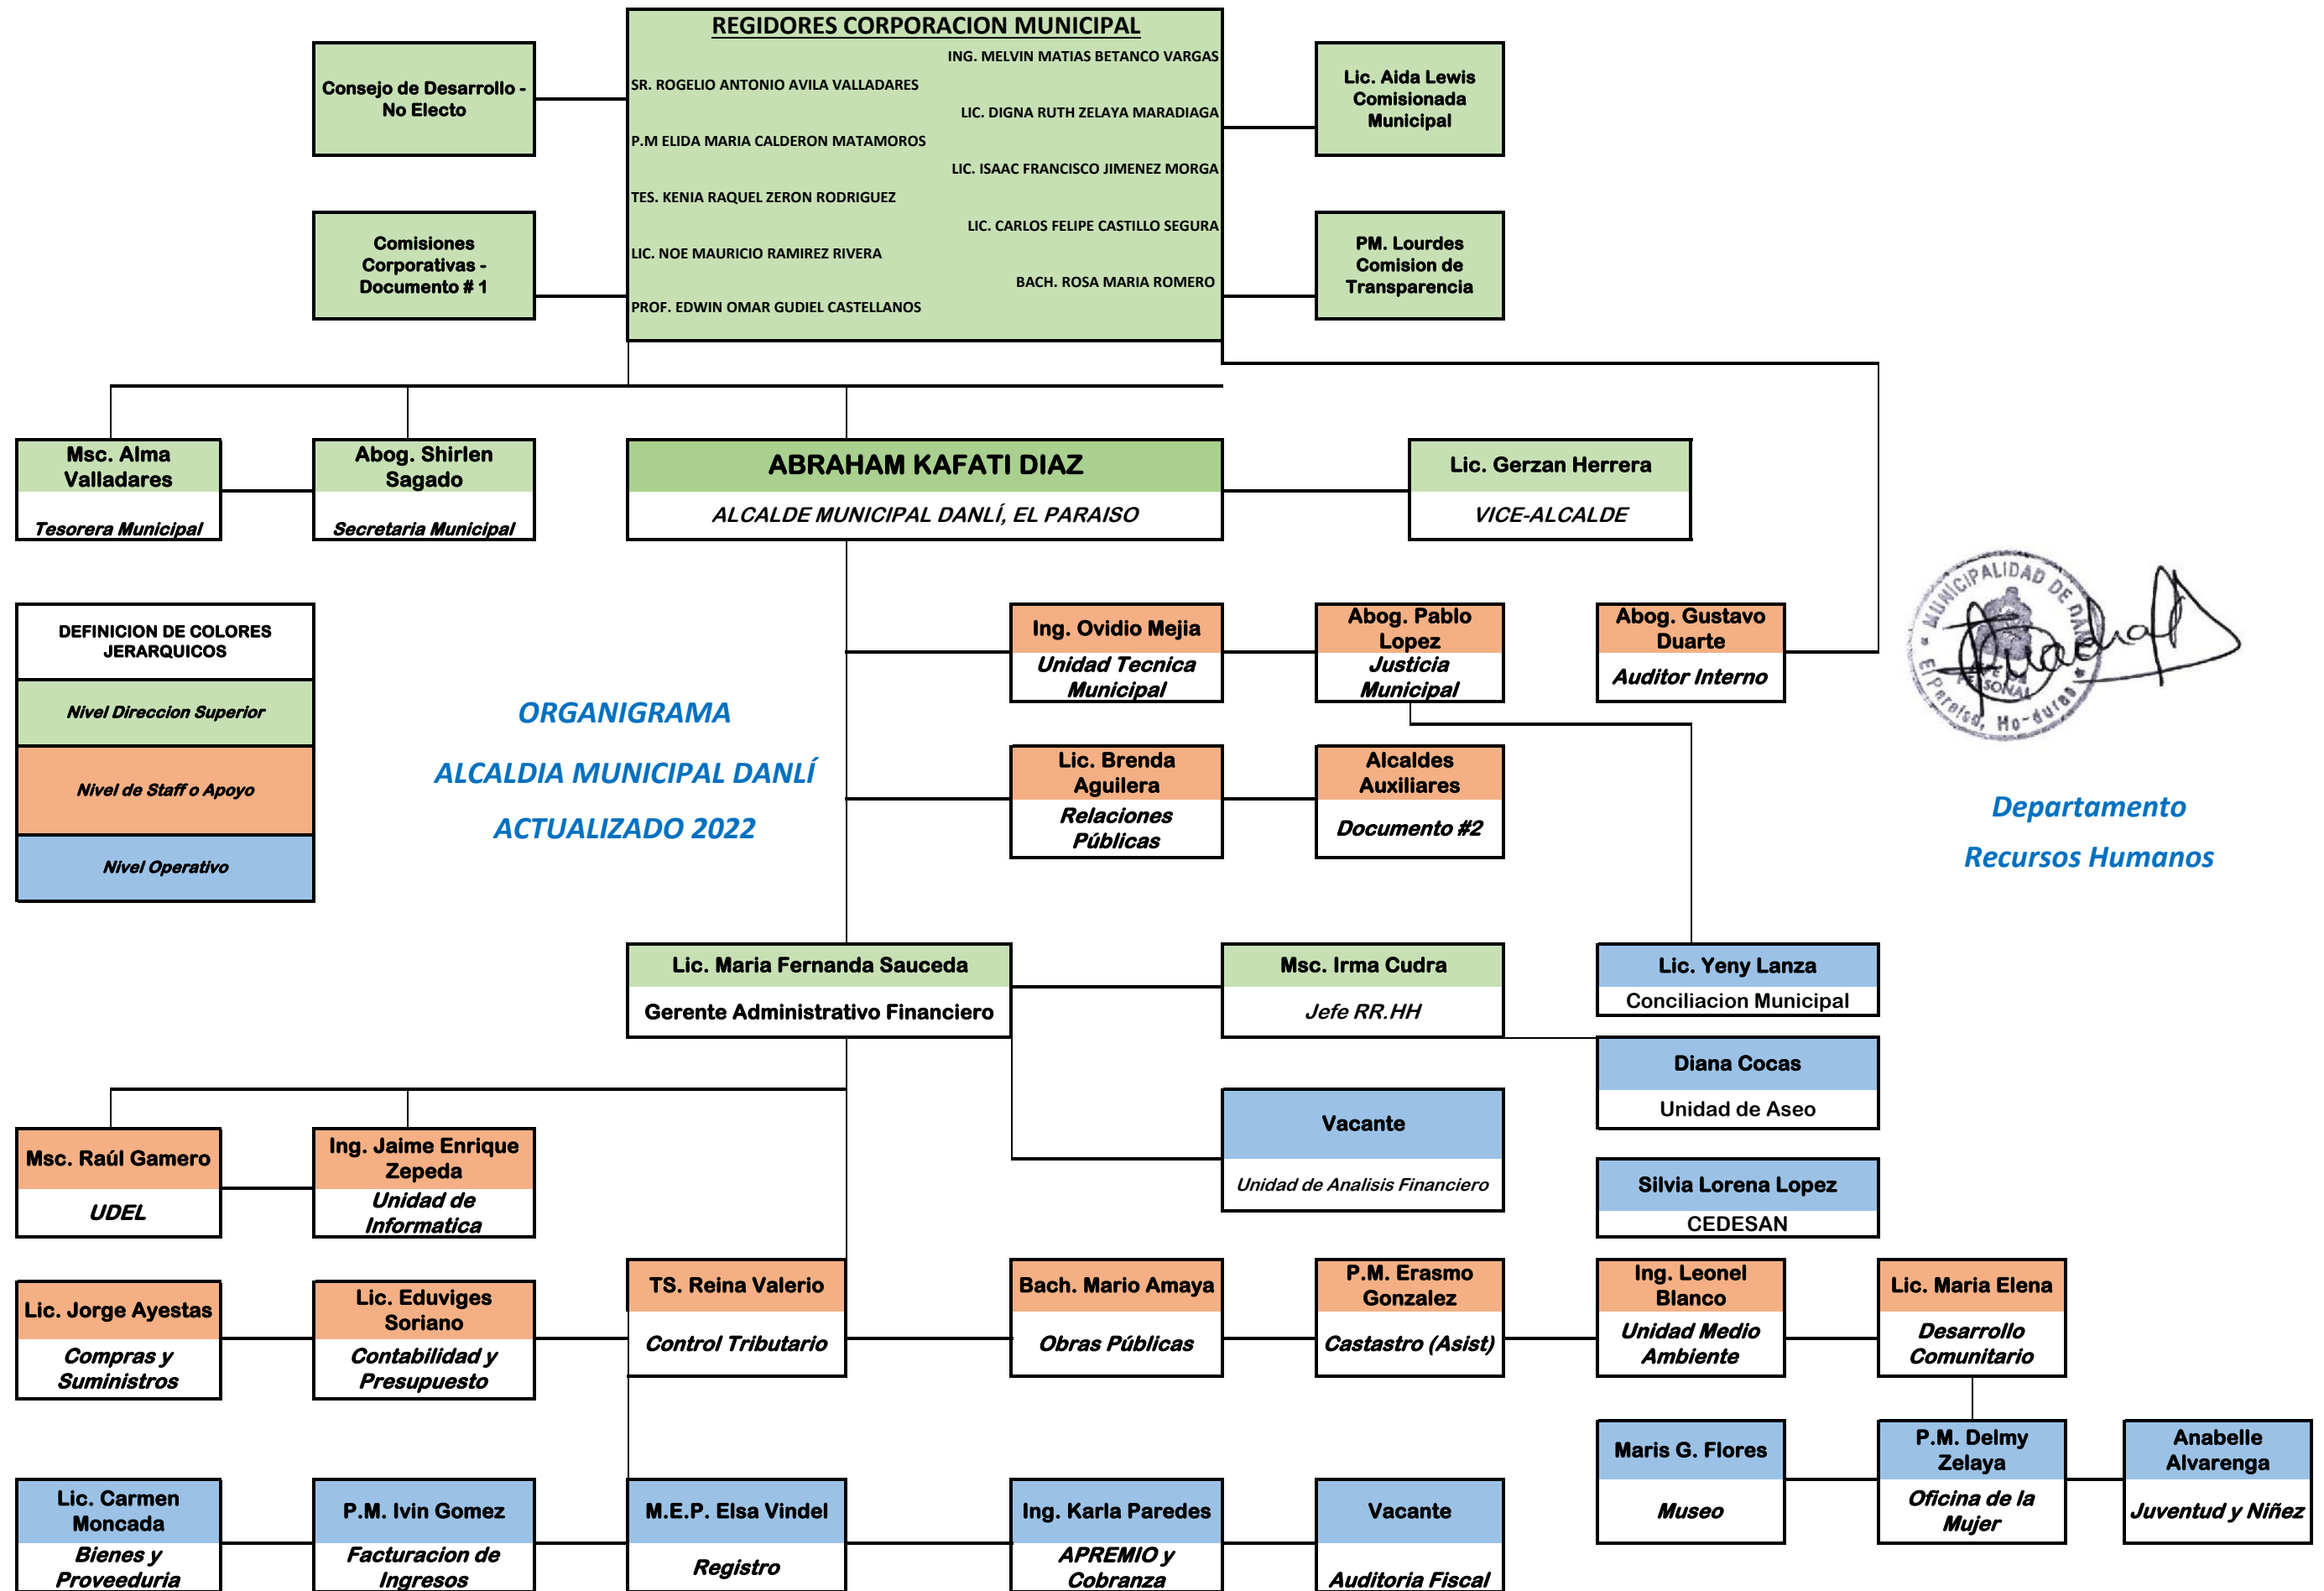 REGIDORES CORPORACION MUNICIPAL
ING. MELVIN MATIAS BETANCO VARGAS
SR. ROGELIO ANTONIO AVILA VALLADARES
LIC. DIGNA RUTH ZELAYA MARADIAGA
P.M ELIDA MARIA CALDERON MATAMOROS
LIC. ISAAC FRANCISCO JIMENEZ MORGA
TES. KENIA RAQUEL ZERON RODRIGUEZ
LIC. CARLOS FELIPE CASTILLO SEGURA
LIC. NOE MAURICIO RAMIREZ RIVERA
BACH. ROSA MARIA ROMERO
PROF. EDWIN OMAR GUDIEL CASTELLANOS
Consejo de Desarrollo -
No Electo
Lic. Aida Lewis
Comisionada
Municipal
Comisiones
Corporativas -
Documento # 1
PM. Lourdes
Comision de
Transparencia
Msc. Alma
Valladares
Tesorera Municipal
Abog. Shirlen
Sagado
Secretaria Municipal
ABRAHAM KAFATI DIAZ
ALCALDE MUNICIPAL DANLÍ, EL PARAISO
Lic. Gerzan Herrera
VICE-ALCALDE
DEFINICION DE COLORES
JERARQUICOS
Nivel Direccion Superior
Nivel de Staff o Apoyo
Nivel Operativo
ORGANIGRAMA
ALCALDIA MUNICIPAL DANLÍ
ACTUALIZADO 2022
Ing. Ovidio Mejia
Unidad Tecnica
Municipal
Abog. Pablo
Lopez
Justicia
Municipal
Abog. Gustavo
Duarte
Auditor Interno
Lic. Brenda
Aguilera
Relaciones
Públicas
Alcaldes
Auxiliares
Documento #2
MUNICIPALIDAD DE DANLI
PERSONAL
El Paraíso, Honduras
Departamento
Recursos Humanos
Lic. Maria Fernanda Sauceda
Gerente Administrativo Financiero
Msc. Irma Cudra
Jefe RR.HH
Lic. Yeny Lanza
Conciliacion Municipal
Diana Cocas
Unidad de Aseo
Vacante
Unidad de Analisis Financiero
Silvia Lorena Lopez
CEDESAN
Msc. Raúl Gamero
UDEL
Ing. Jaime Enrique
Zepeda
Unidad de
Informatica
Lic. Jorge Ayestas
Compras y
Suministros
Lic. Eduviges
Soriano
Contabilidad y
Presupuesto
TS. Reina Valerio
Control Tributario
Bach. Mario Amaya
Obras Públicas
P.M. Erasmo
Gonzalez
Castastro (Asist)
Ing. Leonel
Blanco
Unidad Medio
Ambiente
Lic. Maria Elena
Desarrollo
Comunitario
Maris G. Flores
Museo
P.M. Delmy
Zelaya
Oficina de la
Mujer
Anabelle
Alvarenga
Juventud y Niñez
Lic. Carmen
Moncada
Bienes y
Proveeduria
P.M. Ivin Gomez
Facturacion de
Ingresos
M.E.P. Elsa Vindel
Registro
Ing. Karla Paredes
APREMIO y
Cobranza
Vacante
Auditoria Fiscal